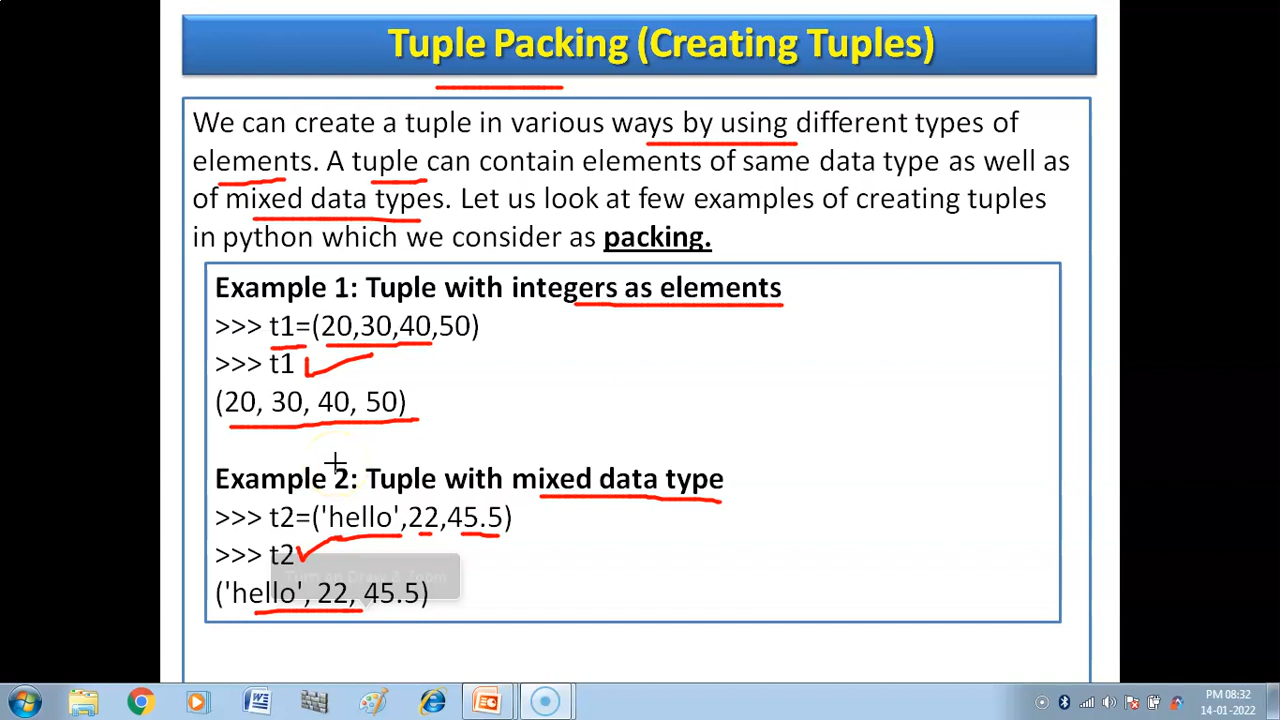 Tuple Packing (Creating Tuples)
We can create a tuple in various ways by using different types of
elements. A tuple can contain elements of same data type as well as
of mixed data types. Let us look at few examples of creating tuples
in python which we consider as packing.
Example 1: Tuple with integers as elements
>>> t1=(20,30,40,50)
>>> t1
(20, 30, 40, 50)
Example 2: Tuple with mixed data type
>>> t2=('hello',22,45.5)
>>> t2
Turn on Draw & Zoom
('hello', 22, 45.5)
PM 08:32
14-01-2022